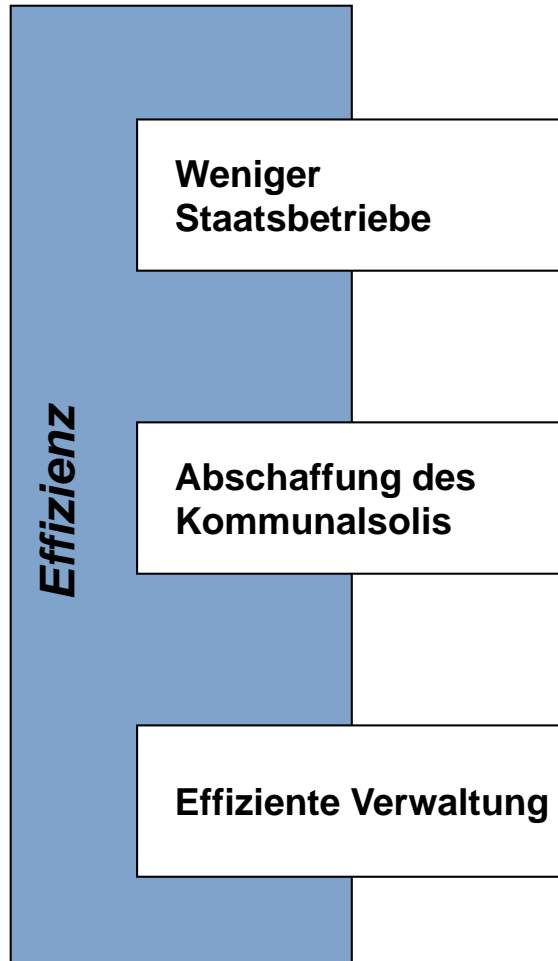 Effizienz
Weniger
Staatsbetriebe
Abschaffung des
Kommunalsolis
Effiziente Verwaltung